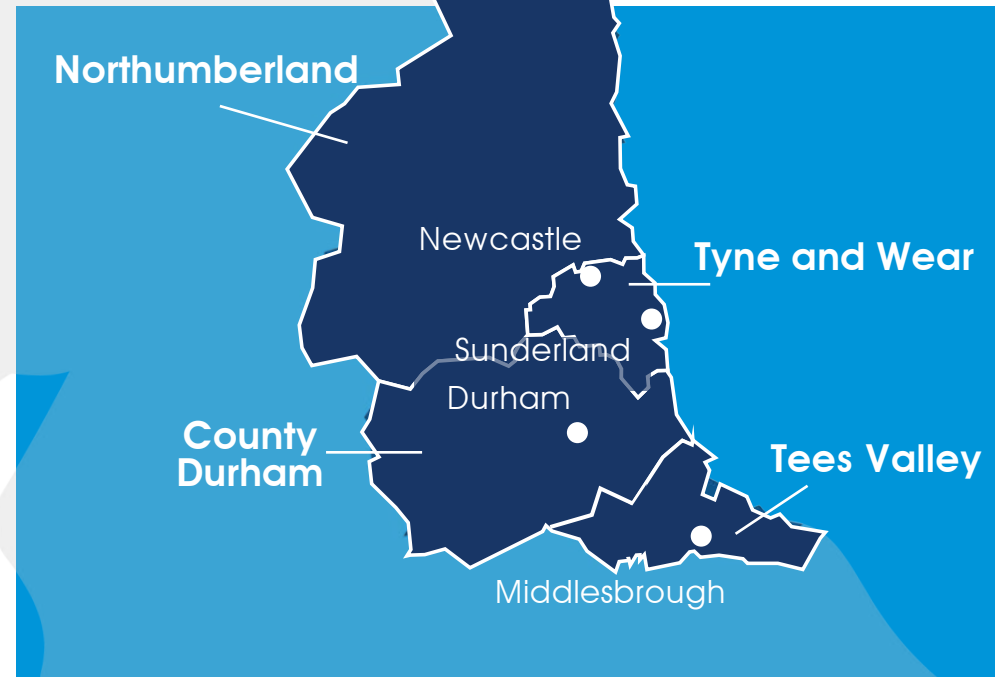 Northumberland
Newcastle
Tyne and Wear
Sunderland
Durham
County
Durham
Tees Valley
Middlesbrough